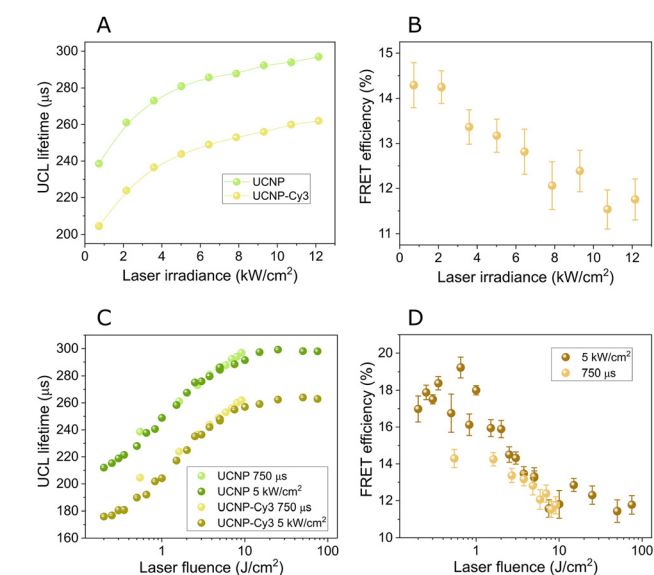 A
UCL lifetime (μs)
300
280
260
240
220
200
UCNP
UCNP-Cy3
0 2 4 6 8 10 12
Laser irradiance (kW/cm²)
B
FRET efficiency (%)
15
14
13
12
11
0 2 4 6 8 10 12
Laser irradiance (kW/cm²)
C
UCL lifetime (μs)
300
280
260
240
220
200
180
160
UCNP 750 μs
UCNP 5 kW/cm²
UCNP-Cy3 750 μs
UCNP-Cy3 5 kW/cm²
1 10 100
Laser fluence (J/cm²)
D
FRET efficiency (%)
20
18
16
14
12
10
5 kW/cm²
750 μs
1 10 100
Laser fluence (J/cm²)